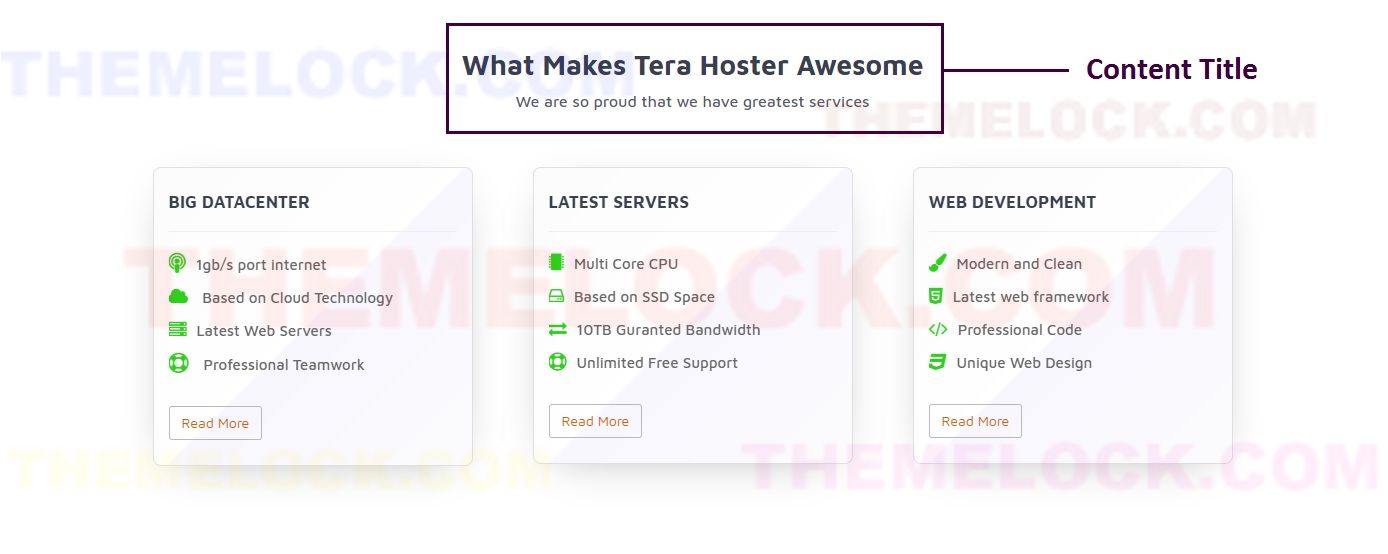 THEMELOCK.COM
What Makes Tera Hoster Awesome
Content Title
We are so proud that we have greatest services
THEMELOCK.COM
BIG DATACENTER
1gb/s port internet
Based on Cloud Technology
Latest Web Servers
Professional Teamwork
Read More
LATEST SERVERS
Multi Core CPU
Based on SSD Space
10TB Guranted Bandwidth
Unlimited Free Support
Read More
WEB DEVELOPMENT
Modern and Clean
Latest web framework
Professional Code
Unique Web Design
Read More
THEMELOCK.COM
THEMELOCK.COM
THEMELOCK.COM